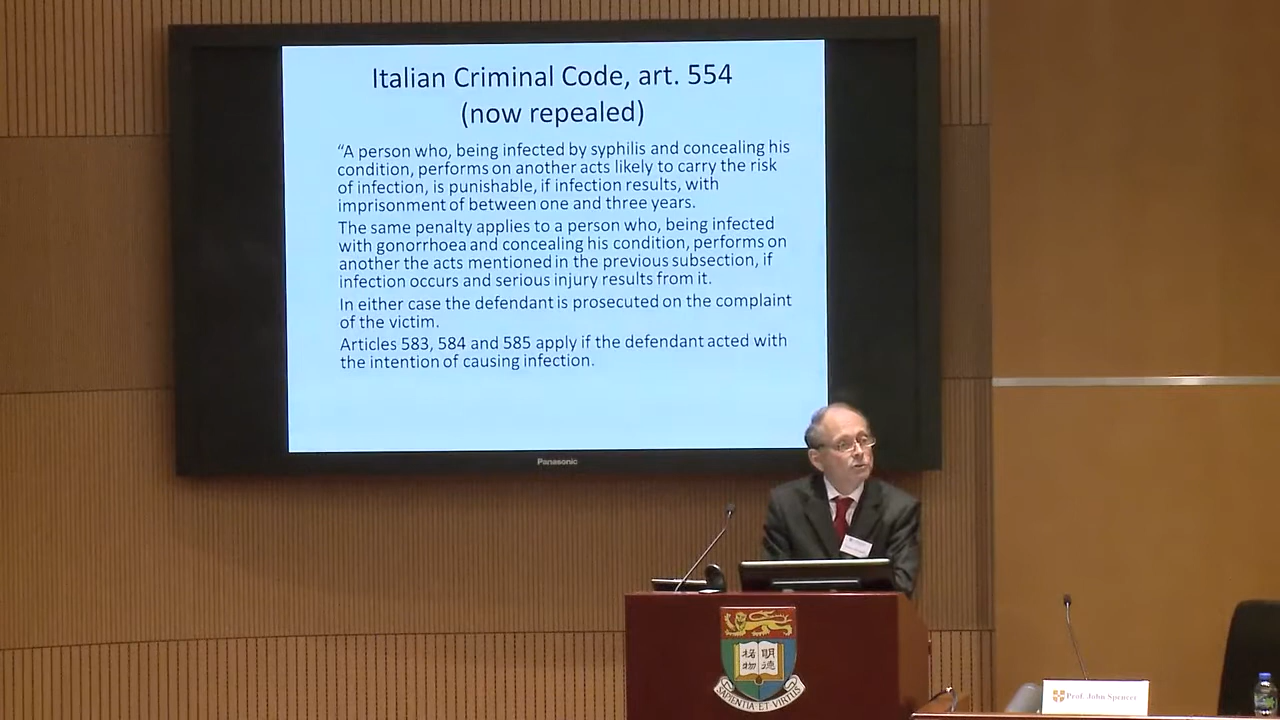 Italian Criminal Code, art. 554
(now repealed)
“A person who, being infected by syphilis and concealing his
condition, performs on another acts likely to carry the risk
of infection, is punishable, if infection results, with
imprisonment of between one and three years.
The same penalty applies to a person who, being infected
with gonorrhoea and concealing his condition, performs on
another the acts mentioned in the previous subsection, if
infection occurs and serious injury results from it.
In either case the defendant is prosecuted on the complaint
of the victim.
Articles 583, 584 and 585 apply if the defendant acted with
the intention of causing infection.
Panasonic
明德
格物
SAPIENTIA ET VIRTUS
Prof. John Spencer